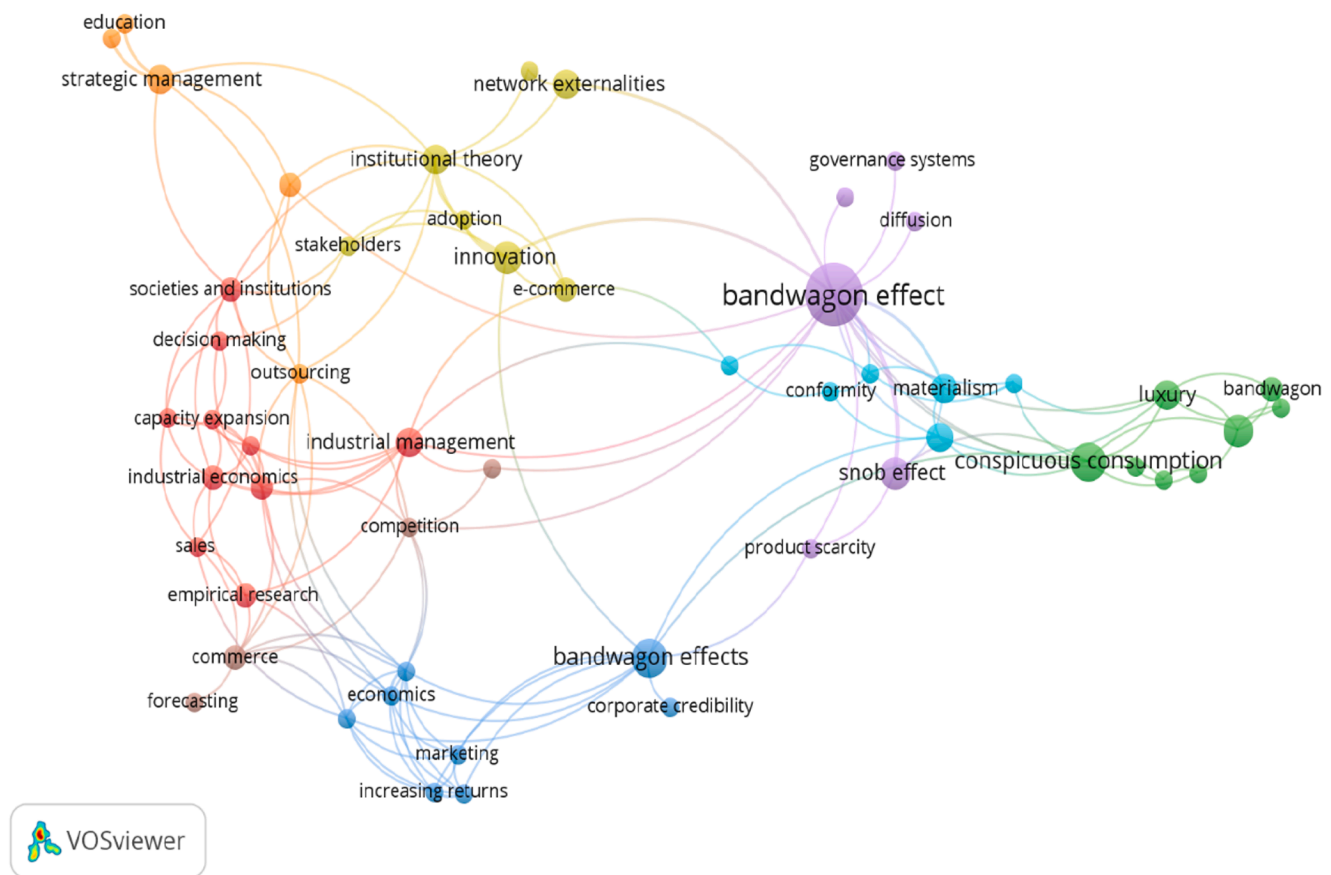 education
strategic management
network externalities
institutional theory
governance systems
adoption
diffusion
stakeholders
innovation
societies and institutions
e-commerce
bandwagon effect
decision making
outsourcing
conformity
materialism
luxury
bandwagon
capacity expansion
industrial management
conspicuous consumption
snob effect
industrial economics
competition
sales
product scarcity
empirical research
commerce
bandwagon effects
forecasting
economics
corporate credibility
marketing
increasing returns
VOSviewer